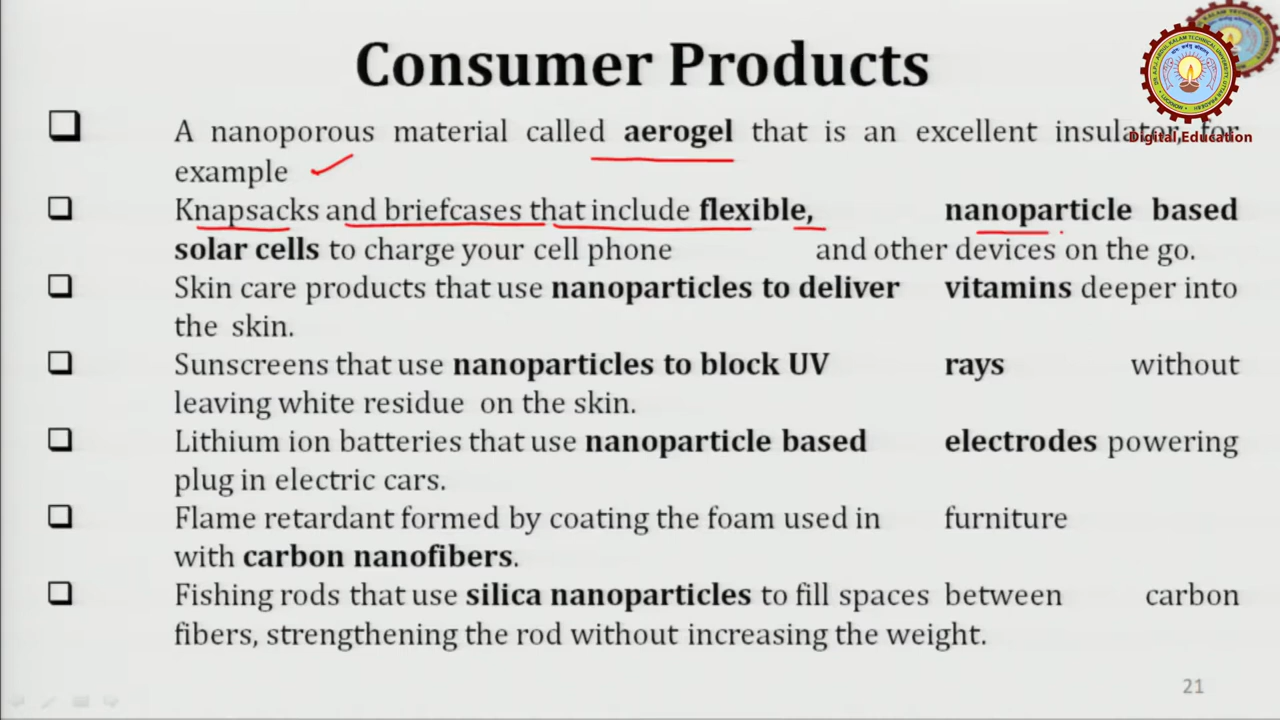 Consumer Products
❑ A nanoporous material called aerogel that is an excellent insulator, for
example
❑ Knapsacks and briefcases that include flexible, nanoparticle based
solar cells to charge your cell phone and other devices on the go.
❑ Skin care products that use nanoparticles to deliver vitamins deeper into
the skin.
❑ Sunscreens that use nanoparticles to block UV rays without
leaving white residue on the skin.
❑ Lithium ion batteries that use nanoparticle based electrodes powering
plug in electric cars.
❑ Flame retardant formed by coating the foam used in furniture
with carbon nanofibers.
❑ Fishing rods that use silica nanoparticles to fill spaces between carbon
fibers, strengthening the rod without increasing the weight.
21
Digital Education